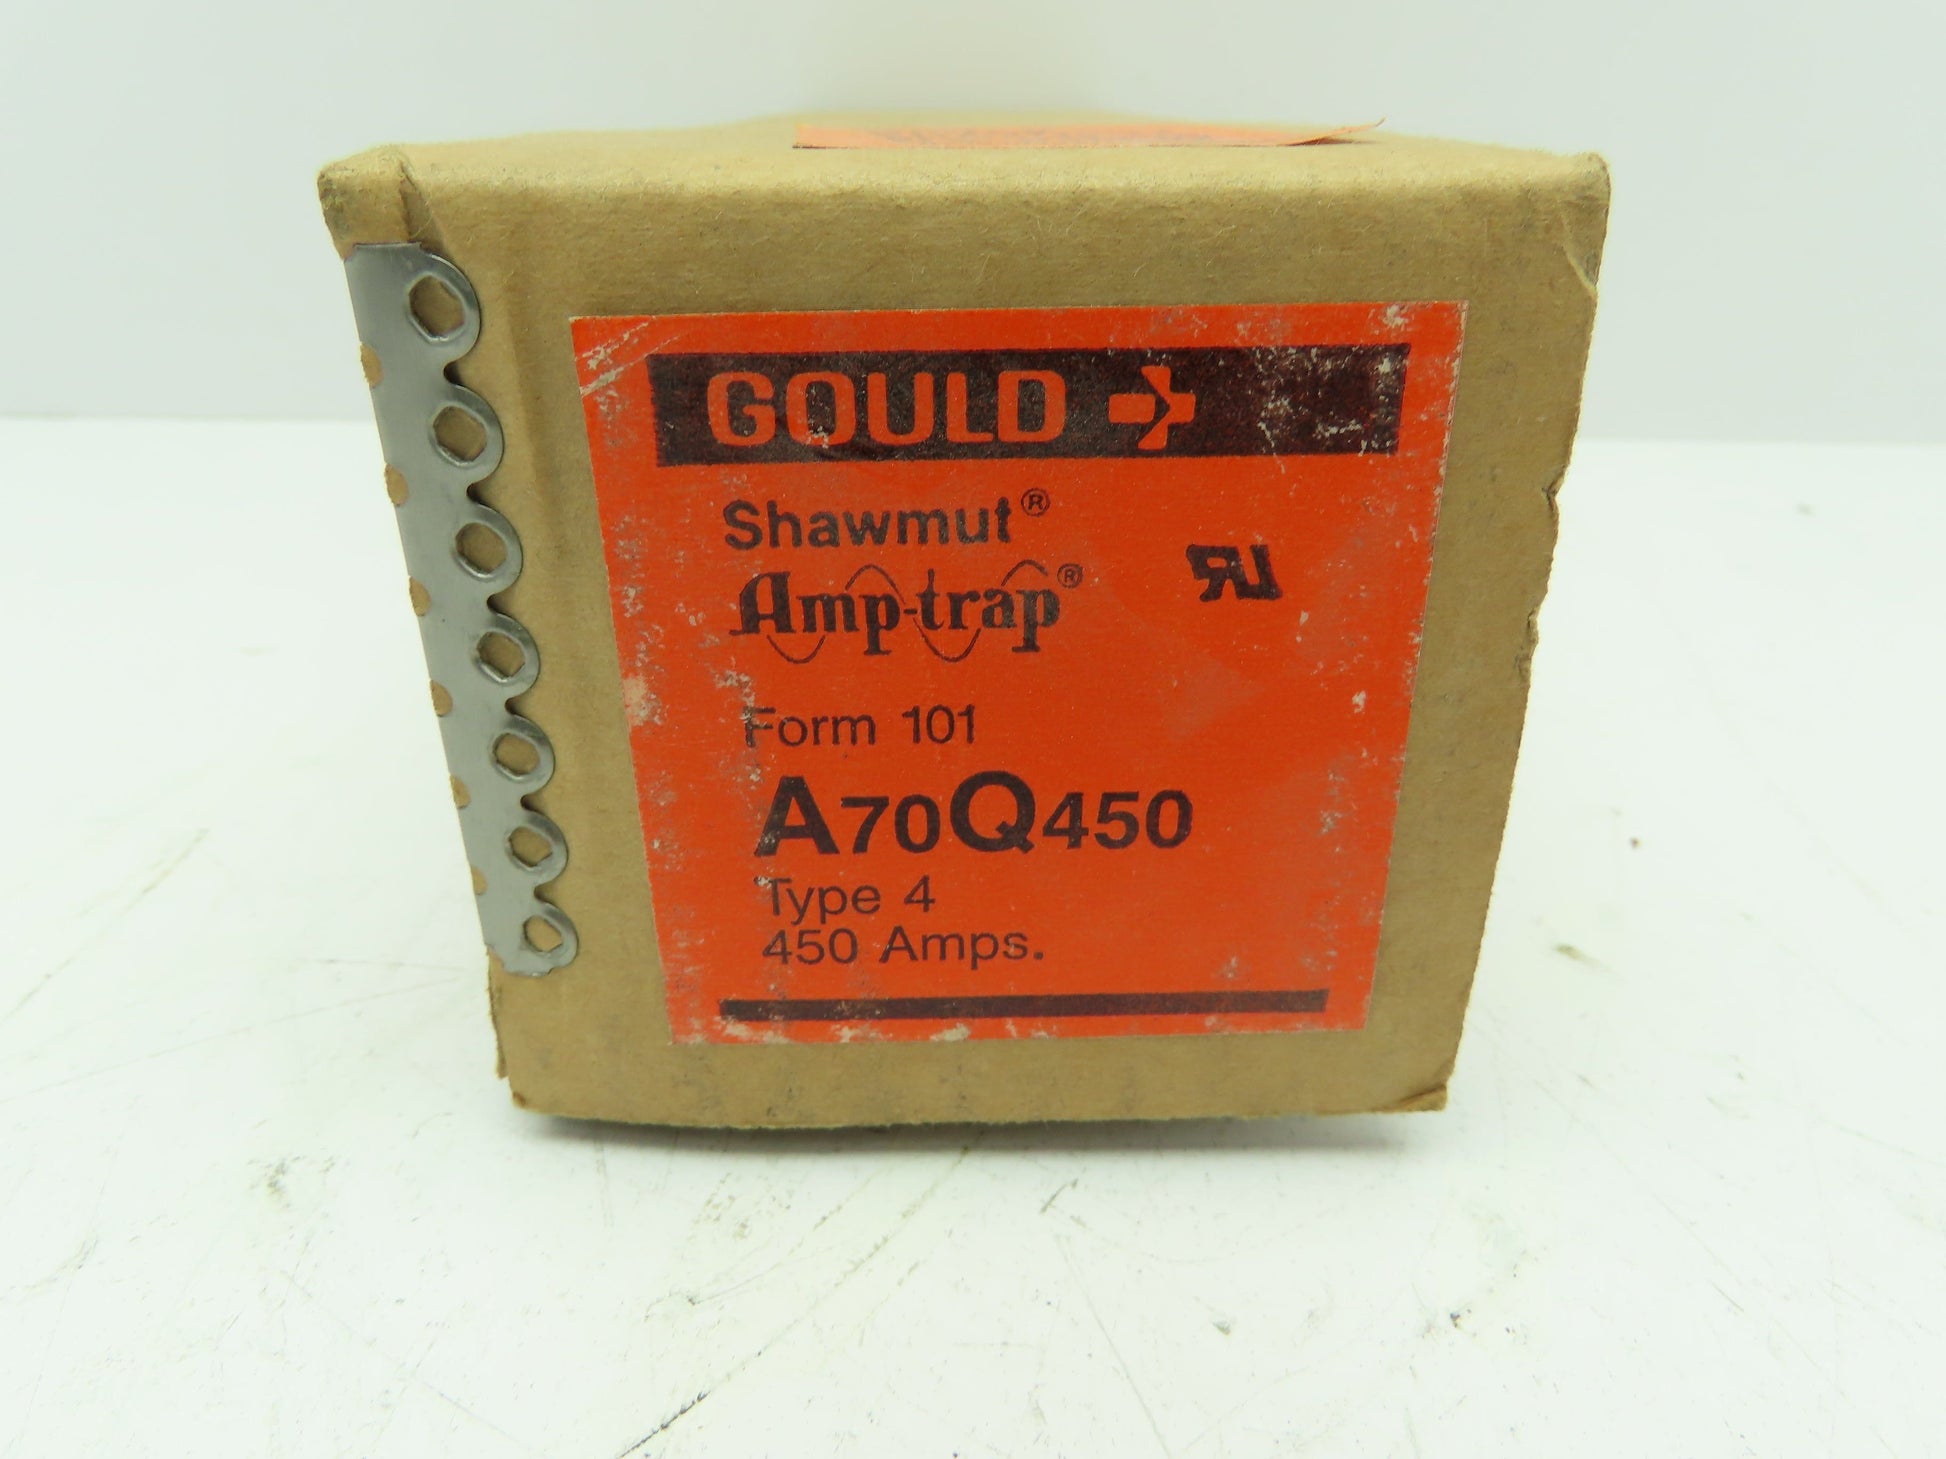 GOULD
Shawmut®
Amp-trap®
Form 101
A70Q450
Type 4
450 Amps.